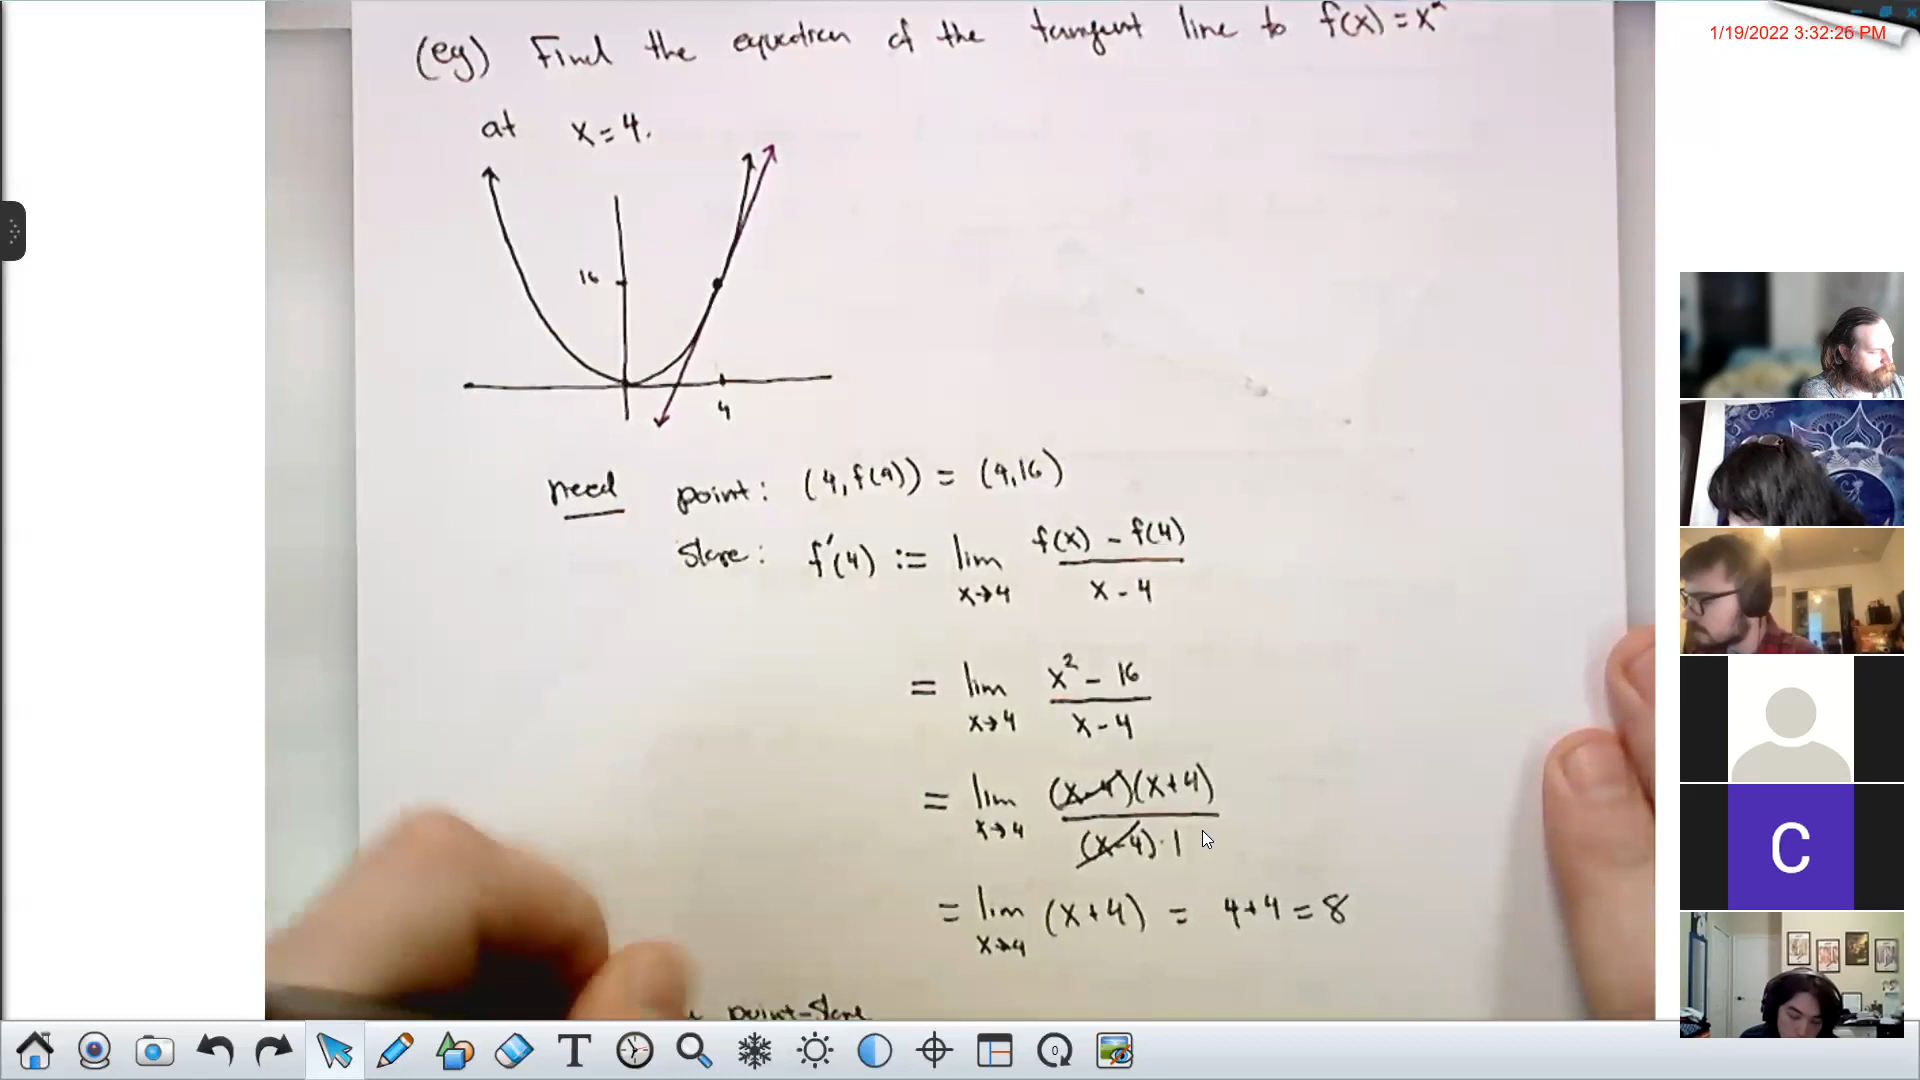 1/19/2022 3:32:26 PM
(eg) Find the equation of the tangent line to f(x) = x²
at x = 4.
16
4
need point: (4, f(4)) = (4, 16)
Slope: f'(4) := lim x→4 f(x) - f(4) / x - 4
= lim x→4 x² - 16 / x - 4
= lim x→4 (x-4)(x+4) / (x-4)·1
= lim x→4 (x+4) = 4+4 = 8
point-slope
C
T
0